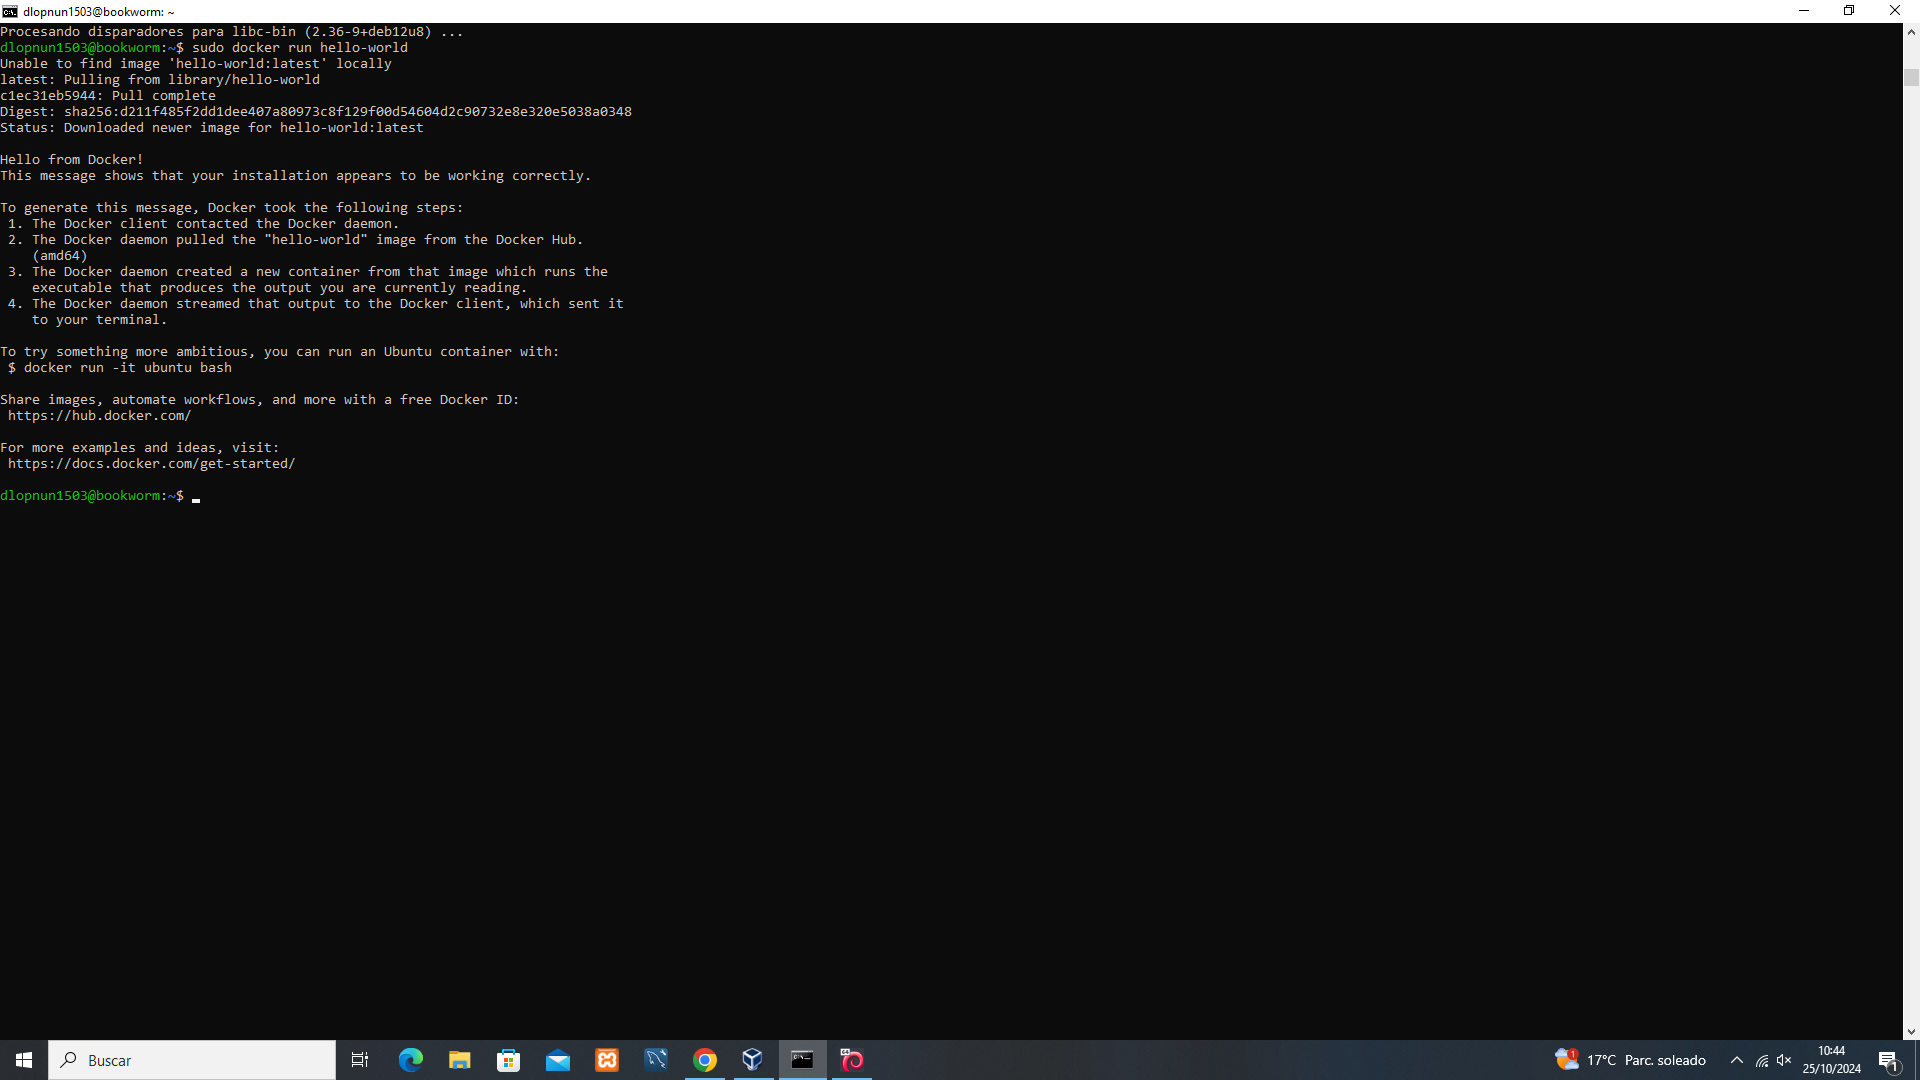 dlopnun1503@bookworm: ~
Procesando disparadores para libc-bin (2.36-9+deb12u8) ...
dlopnun1503@bookworm:~$ sudo docker run hello-world
Unable to find image 'hello-world:latest' locally
latest: Pulling from library/hello-world
c1ec31eb5944: Pull complete
Digest: sha256:d211f485f2dd1dee407a80973c8f129f00d54604d2c90732e8e320e5038a0348
Status: Downloaded newer image for hello-world:latest

Hello from Docker!
This message shows that your installation appears to be working correctly.

To generate this message, Docker took the following steps:
 1. The Docker client contacted the Docker daemon.
 2. The Docker daemon pulled the "hello-world" image from the Docker Hub.
    (amd64)
 3. The Docker daemon created a new container from that image which runs the
    executable that produces the output you are currently reading.
 4. The Docker daemon streamed that output to the Docker client, which sent it
    to your terminal.

To try something more ambitious, you can run an Ubuntu container with:
 $ docker run -it ubuntu bash

Share images, automate workflows, and more with a free Docker ID:
 https://hub.docker.com/

For more examples and ideas, visit:
 https://docs.docker.com/get-started/

dlopnun1503@bookworm:~$ _
Buscar
1
17°C Parc. soleado
10:44
25/10/2024
1